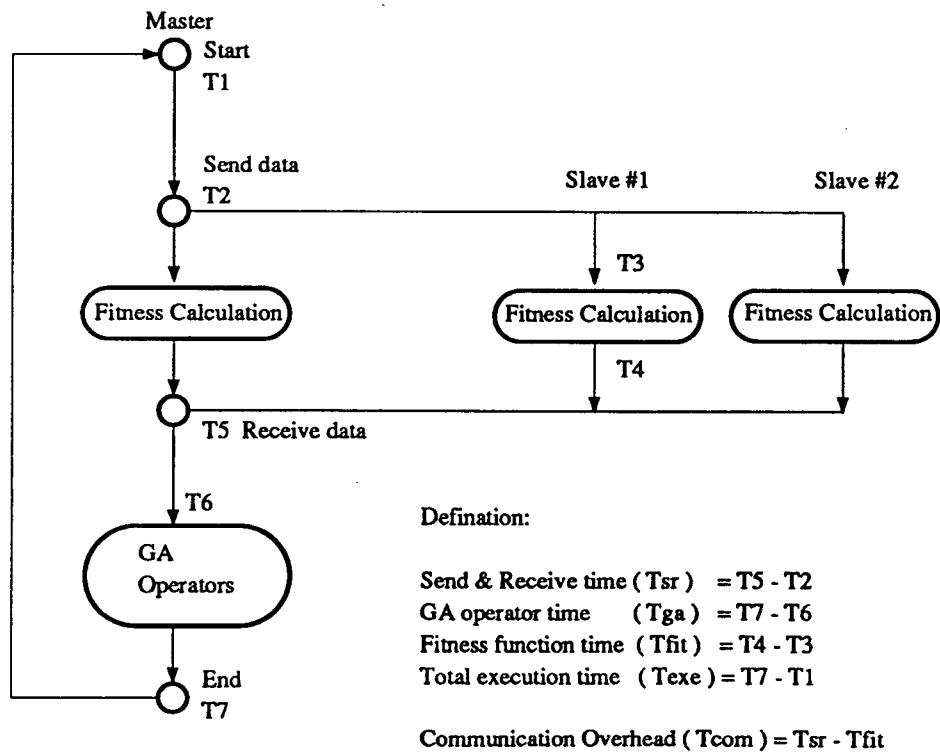 Master
Start
T1
Send data
T2
Slave #1
Slave #2
T3
Fitness Calculation
Fitness Calculation
Fitness Calculation
T4
T5 Receive data
T6
GA
Operators
End
T7
Defination:
Send & Receive time ( Tsr ) = T5 - T2
GA operator time ( Tga ) = T7 - T6
Fitness function time ( Tfit ) = T4 - T3
Total execution time ( Texe ) = T7 - T1
Communication Overhead ( Tcom ) = Tsr - Tfit